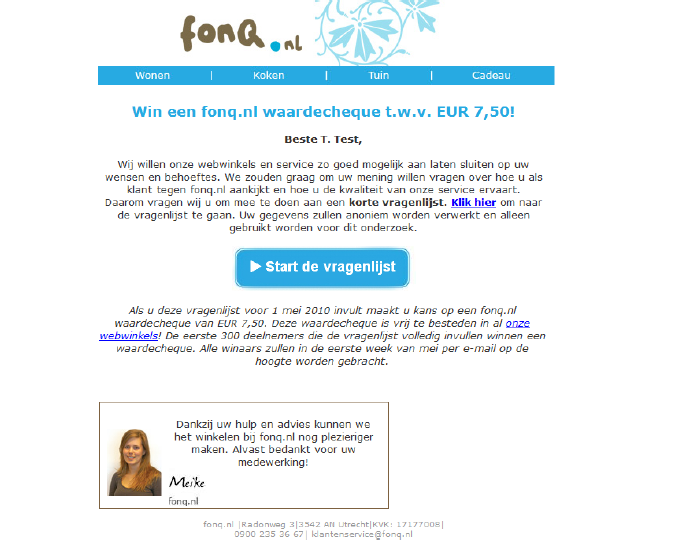 fonQ.nl
Wonen | Koken | Tuin | Cadeau
Win een fonq.nl waardecheque t.w.v. EUR 7,50!
Beste T. Test,
Wij willen onze webwinkels en service zo goed mogelijk aan laten sluiten op uw
wensen en behoeftes. We zouden graag om uw mening willen vragen over hoe u als
klant tegen fonq.nl aankijkt en hoe u de kwaliteit van onze service ervaart.
Daarom vragen wij u om mee te doen aan een korte vragenlijst. Klik hier om naar
de vragenlijst te gaan. Uw gegevens zullen anoniem worden verwerkt en alleen
gebruikt worden voor dit onderzoek.
Start de vragenlijst
Als u deze vragenlijst voor 1 mei 2010 invult maakt u kans op een fonq.nl
waardecheque van EUR 7,50. Deze waardecheque is vrij te besteden in al onze
webwinkels! De eerste 300 deelnemers die de vragenlijst volledig invullen winnen een
waardecheque. Alle winaars zullen in de eerste week van mei per e-mail op de
hoogte worden gebracht.
Dankzij uw hulp en advies kunnen we
het winkelen bij fonq.nl nog plezieriger
maken. Alvast bedankt voor uw
medewerking!
Meike
fonq.nl
fonq.nl |Radonweg 3|3542 AN Utrecht|KVK: 17177008|
0900 235 36 67| klantenservice@fonq.nl